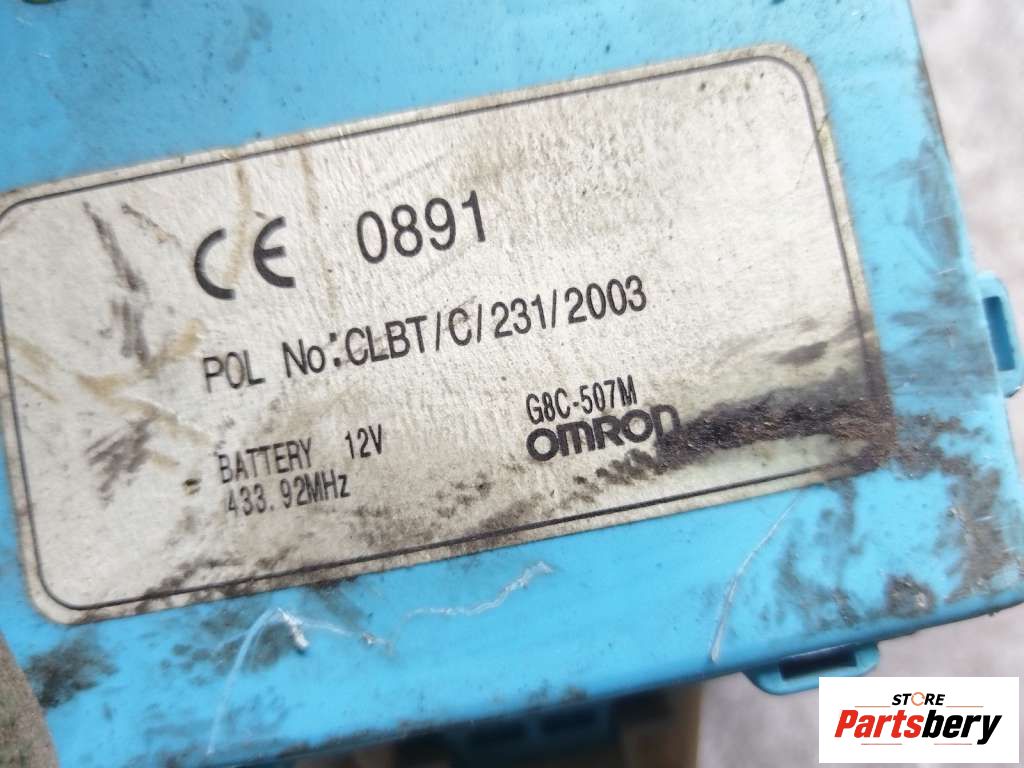 CE 0891
POL No:CLBT/C/231/2003
BATTERY 12V
433.92MHz
G8C-507M
OMRON
STORE
Partsbery